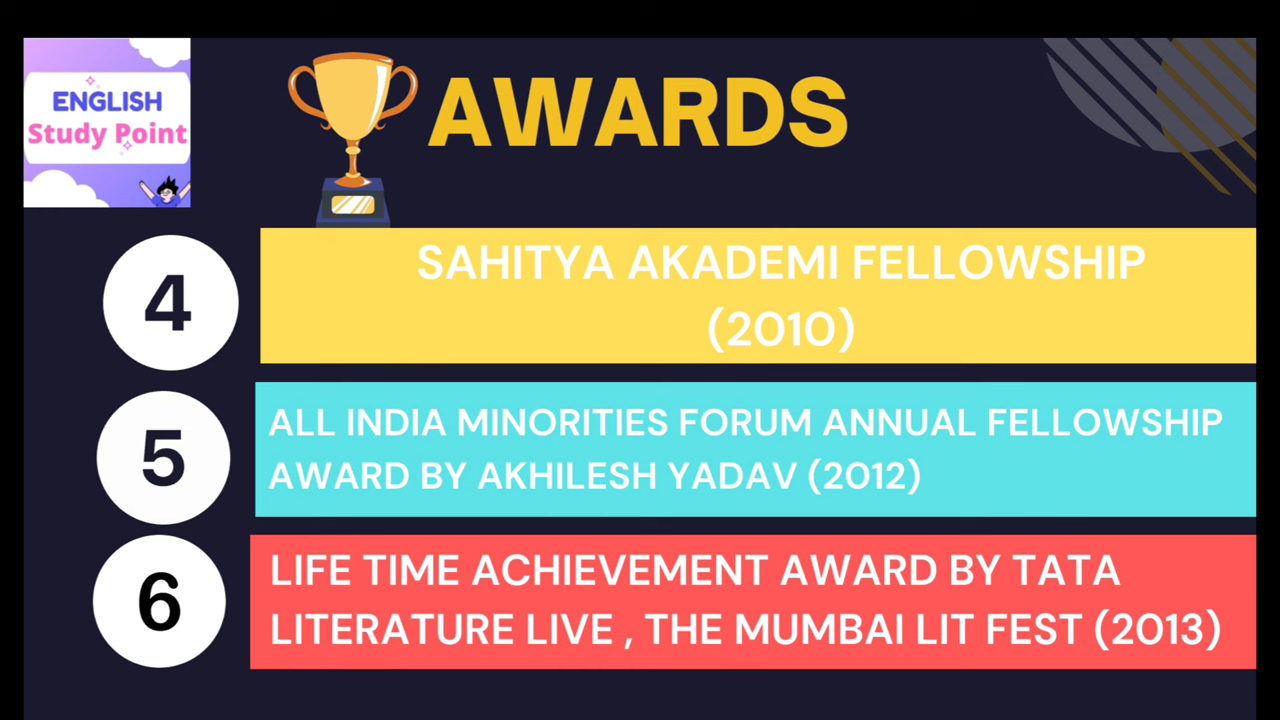 ENGLISH
Study Point
AWARDS
4
SAHITYA AKADEMI FELLOWSHIP
(2010)
5
ALL INDIA MINORITIES FORUM ANNUAL FELLOWSHIP
AWARD BY AKHILESH YADAV (2012)
6
LIFE TIME ACHIEVEMENT AWARD BY TATA
LITERATURE LIVE , THE MUMBAI LIT FEST (2013)